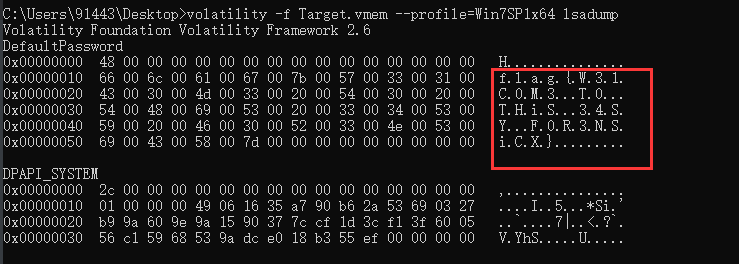 C:\Users\91443\Desktop>volatility -f Target.vmem --profile=Win7SP1x64 lsadump
Volatility Foundation Volatility Framework 2.6
DefaultPassword
0x00000000  48 00 00 00 00 00 00 00 00 00 00 00 00 00 00 00   H...............
0x00000010  66 00 6c 00 61 00 67 00 7b 00 57 00 33 00 31 00   f.l.a.g.{.W.3.1.
0x00000020  43 00 30 00 4d 00 33 00 20 00 54 00 30 00 20 00   C.0.M.3...T.0...
0x00000030  54 00 48 00 69 00 53 00 20 00 33 00 34 00 53 00   T.H.i.S...3.4.S.
0x00000040  59 00 20 00 46 00 30 00 52 00 33 00 4e 00 53 00   Y...F.0.R.3.N.S.
0x00000050  69 00 43 00 58 00 7d 00 00 00 00 00 00 00 00 00   i.C.X.}.........
DPAPI_SYSTEM
0x00000000  2c 00 00 00 00 00 00 00 00 00 00 00 00 00 00 00   ,...............
0x00000010  01 00 00 00 49 06 16 35 a7 90 b6 2a 53 69 03 27   ....I..5...*Si.'
0x00000020  b9 9a 60 9e 9a 15 90 37 7c cf 1d 3c f1 3f 60 05   ..`....7|..<.?`.
0x00000030  56 c1 59 68 53 9a dc e0 18 b3 55 ef 00 00 00 00   V.YhS.....U.....